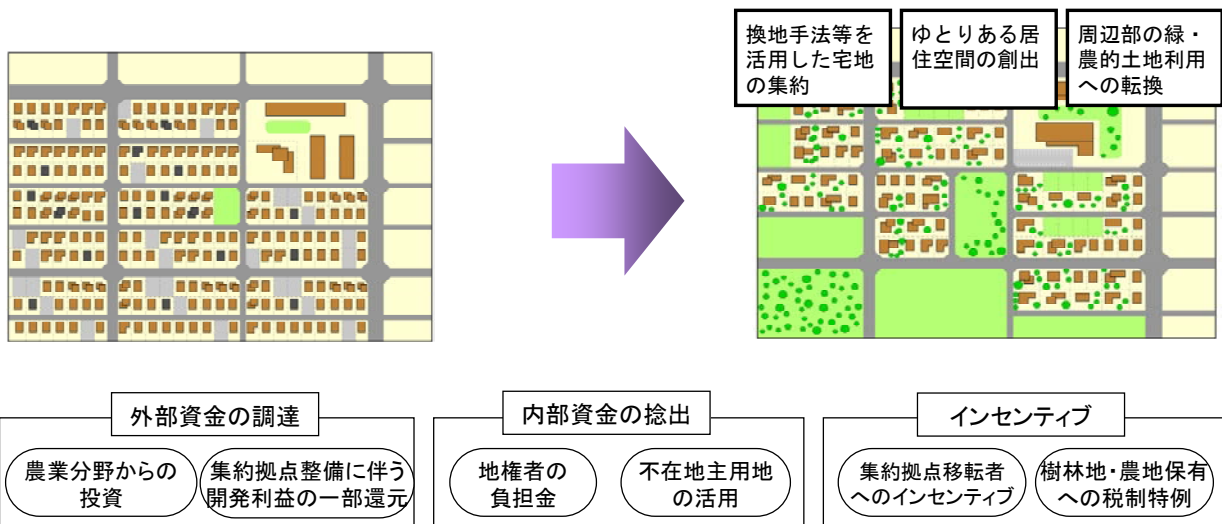 換地手法等を
活用した宅地
の集約
ゆとりある居
住空間の創出
周辺部の緑・
農的土地利用
への転換
外部資金の調達
農業分野からの
投資
集約拠点整備に伴う
開発利益の一部還元
内部資金の捻出
地権者の
負担金
不在地主用地
の活用
インセンティブ
集約拠点移転者
へのインセンティブ
樹林地・農地保有
への税制特例